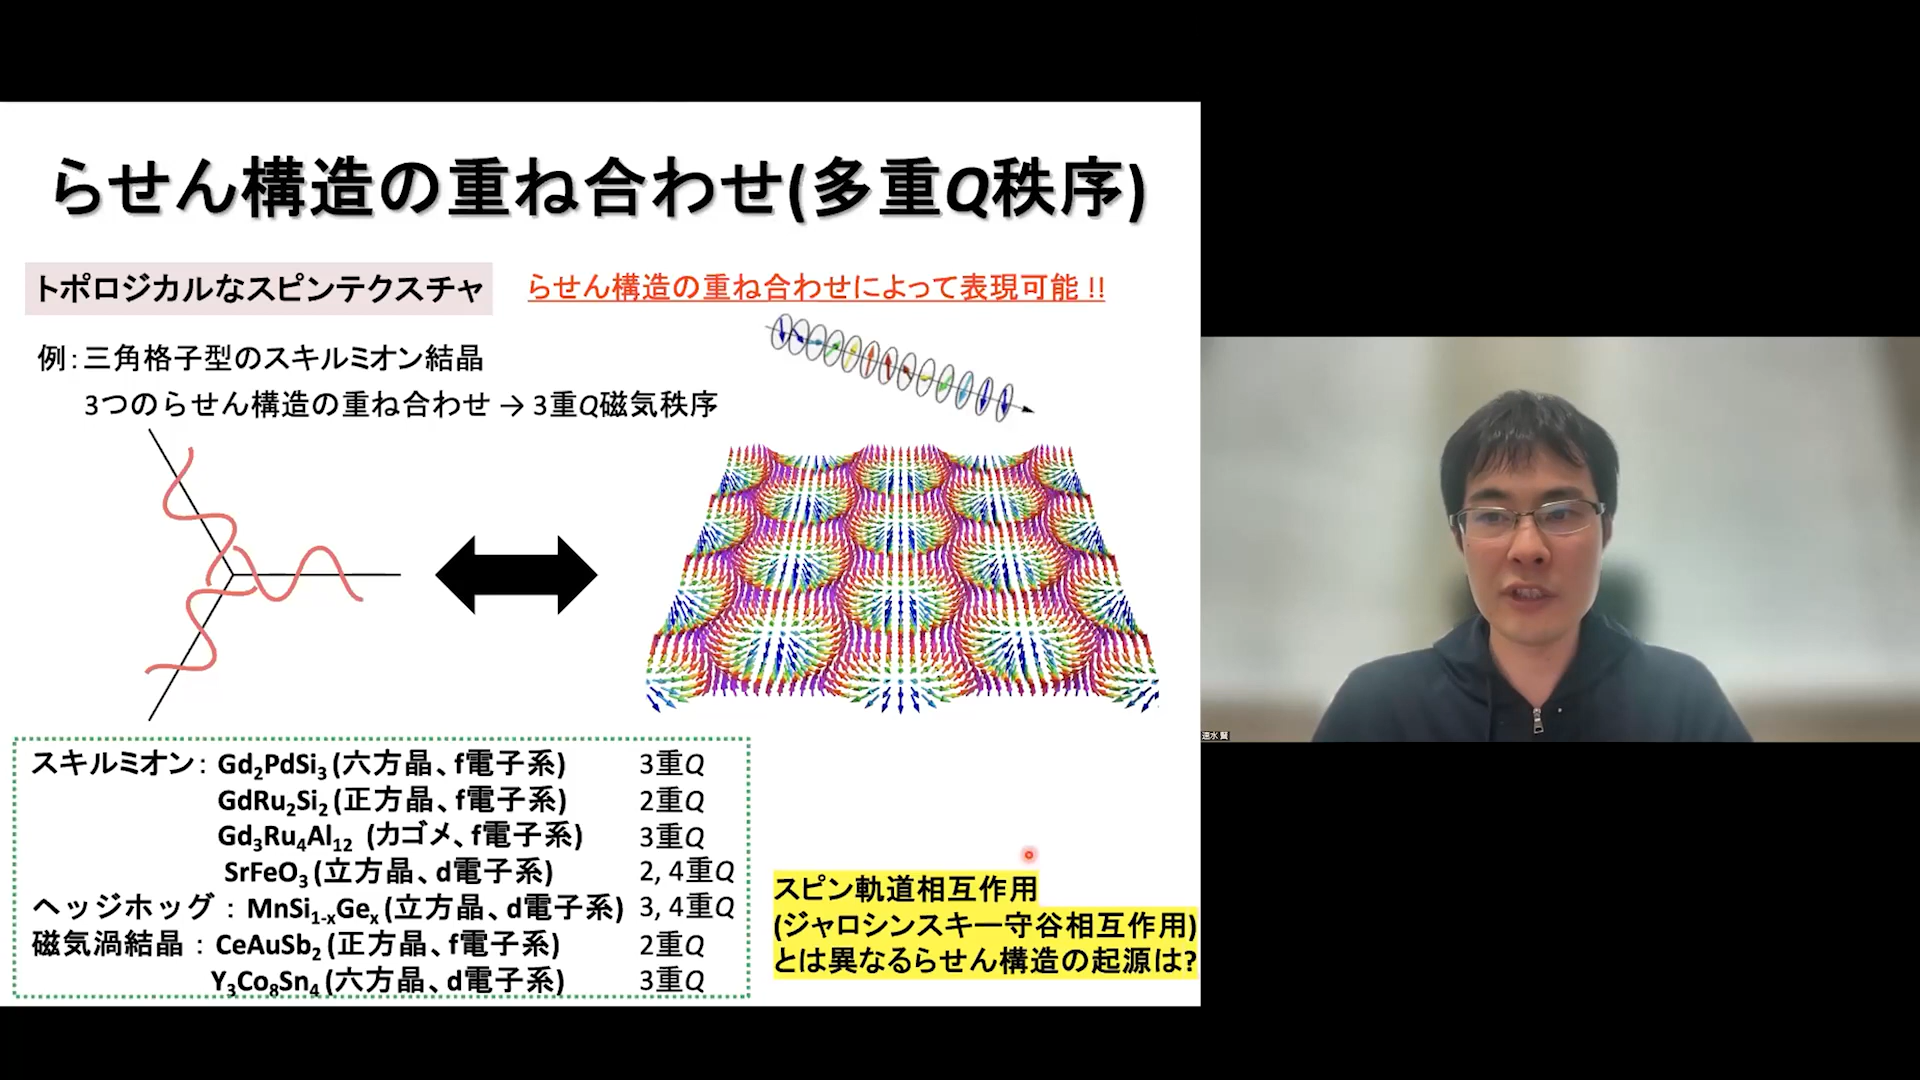 らせん構造の重ね合わせ(多重Q秩序)
トポロジカルなスピンテクスチャ
らせん構造の重ね合わせによって表現可能 !!
例：三角格子型のスキルミオン結晶
3つのらせん構造の重ね合わせ → 3重Q磁気秩序
スキルミオン： Gd₂PdSi₃ (六方晶、f電子系) 3重Q
GdRu₂Si₂ (正方晶、f電子系) 2重Q
Gd₃Ru₄Al₁₂ (カゴメ、f電子系) 3重Q
SrFeO₃ (立方晶、d電子系) 2, 4重Q
ヘッジホッグ ： MnSi₁₋ₓGeₓ (立方晶、d電子系) 3, 4重Q
磁気渦結晶 ： CeAuSb₂ (正方晶、f電子系) 2重Q
Y₃Co₈Sn₄ (六方晶、d電子系) 3重Q
スピン軌道相互作用
(ジャロシンスキー守谷相互作用)
とは異なるらせん構造の起源は?
速水 賢